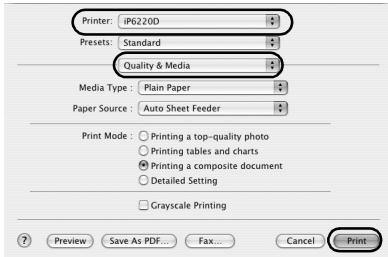 Printer: iP6220D
Presets: Standard
Quality & Media
Media Type : Plain Paper
Paper Source : Auto Sheet Feeder
Print Mode : Printing a top-quality photo
Printing tables and charts
Printing a composite document
Detailed Setting
Grayscale Printing
? Preview Save As PDF... Fax... Cancel Print